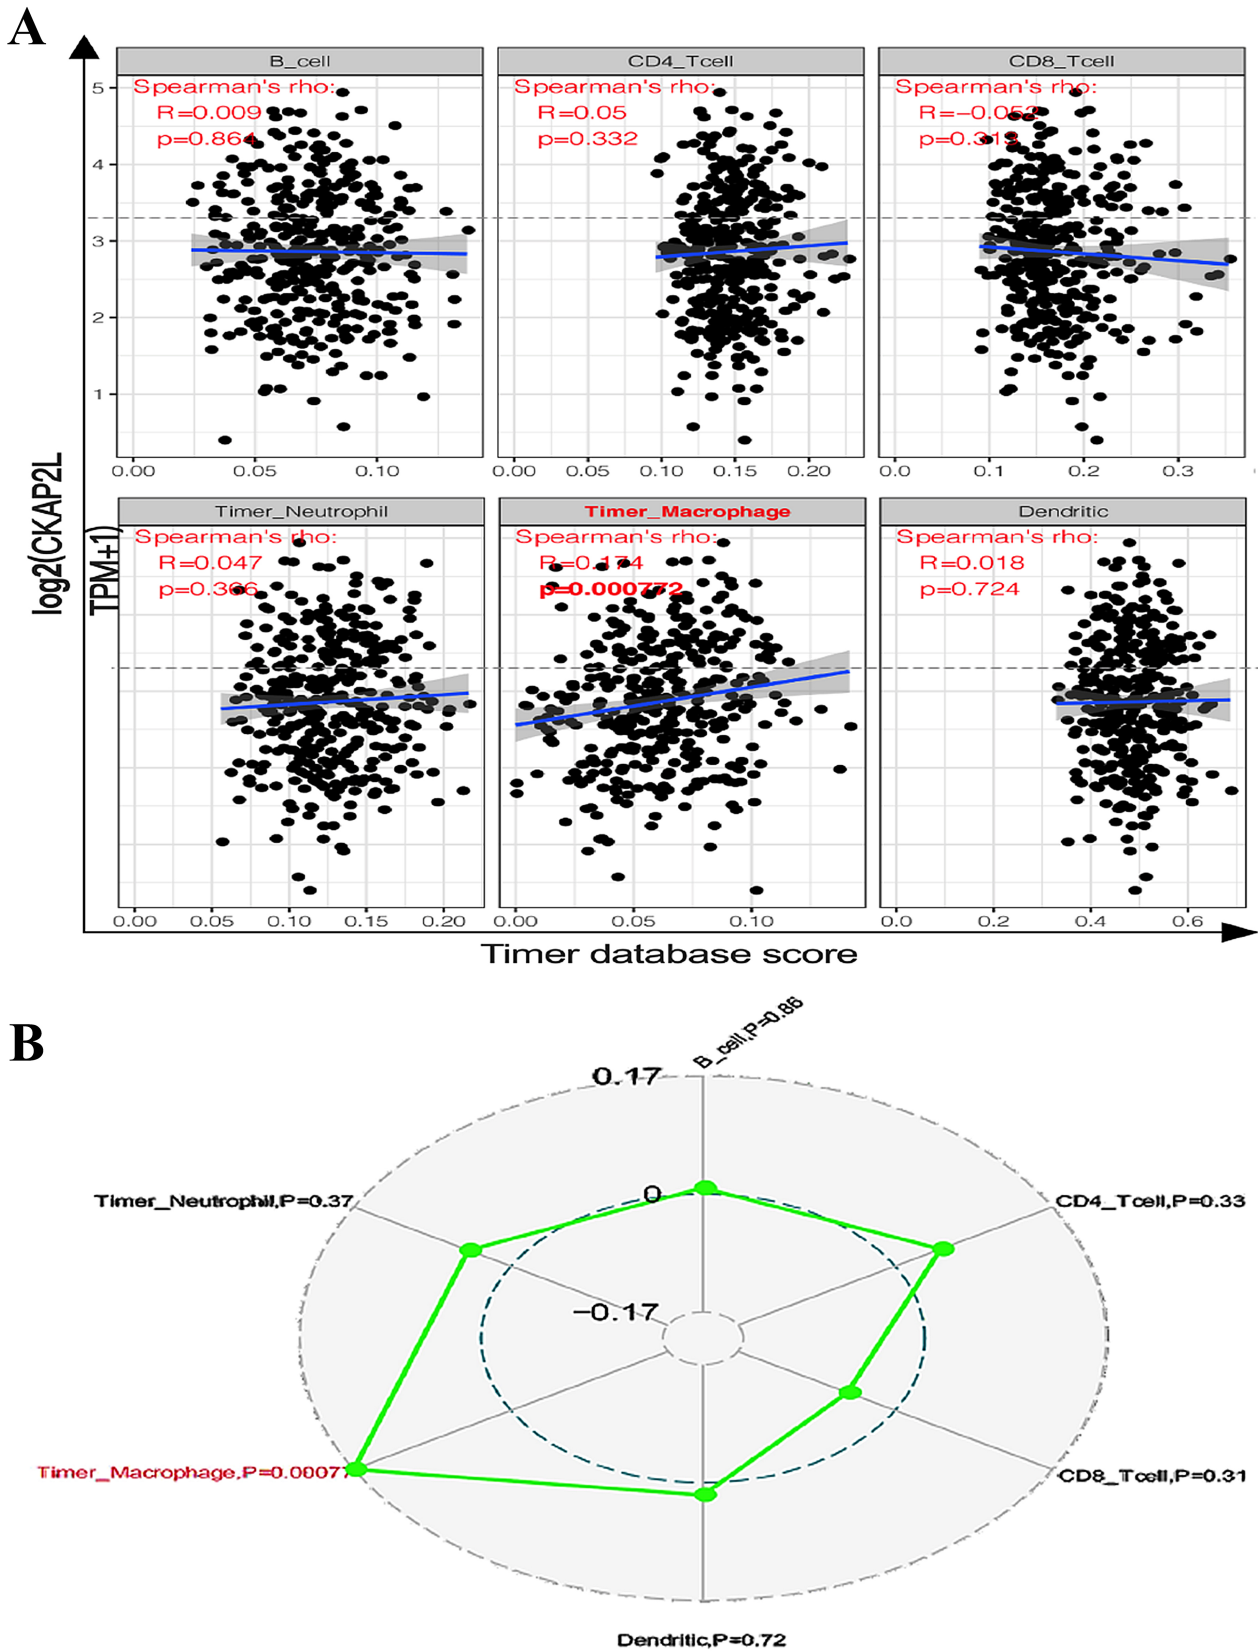 A
B_cell
CD4_Tcell
CD8_Tcell
Spearman's rho:
R=0.009
p=0.864
Spearman's rho:
R=0.05
p=0.332
Spearman's rho:
R=-0.052
p=0.313
5
4
3
2
1
0.00 0.05 0.10
0.00 0.05 0.10 0.15 0.20
0.0 0.1 0.2 0.3
log2(CKAP2L
TPM+1)
Timer_Neutrophil
Timer_Macrophage
Dendritic
Spearman's rho:
R=0.047
p=0.366
Spearman's rho:
R=0.174
p=0.000772
Spearman's rho:
R=0.018
p=0.724
0.00 0.05 0.10 0.15 0.20
0.00 0.05 0.10
0.0 0.2 0.4 0.6
Timer database score
B
B_cell,P=0.86
0.17
Timer_Neutrophil,P=0.37
0
CD4_Tcell,P=0.33
−0.17
Timer_Macrophage,P=0.00077
CD8_Tcell,P=0.31
Dendritic,P=0.72